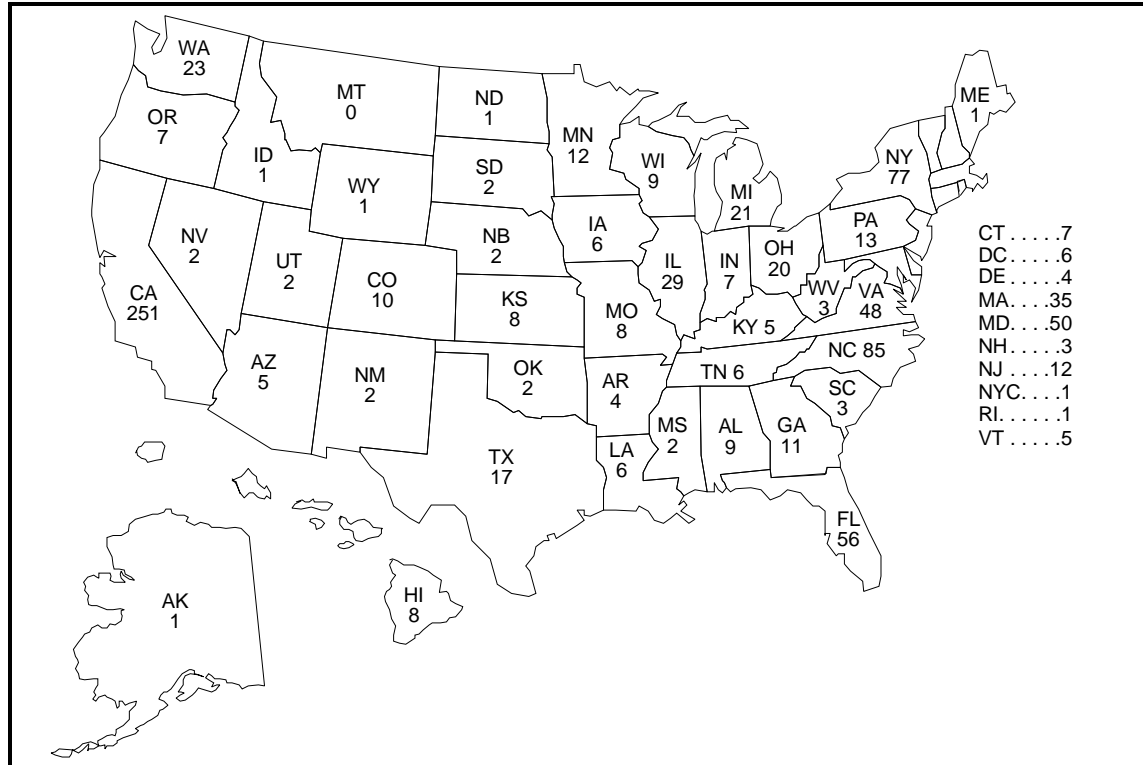 WA
23
MT
0
ND
1
MN
12
ME
1
OR
7
ID
1
SD
2
WI
9
NY
77
WY
1
MI
21
IA
6
PA
13
NV
2
UT
2
CO
10
NB
2
IL
29
IN
7
OH
20
CA
251
KS
8
MO
8
WV
3
VA
48
KY 5
NC 85
AZ
5
NM
2
OK
2
AR
4
TN 6
SC
3
MS
2
AL
9
GA
11
LA
6
TX
17
FL
56
HI
8
AK
1
CT . . . . .7
DC . . . . .6
DE . . . . .4
MA . . . .35
MD. . . .50
NH . . . . .3
NJ . . . . .12
NYC. . . .1
RI. . . . . .1
VT . . . . .5